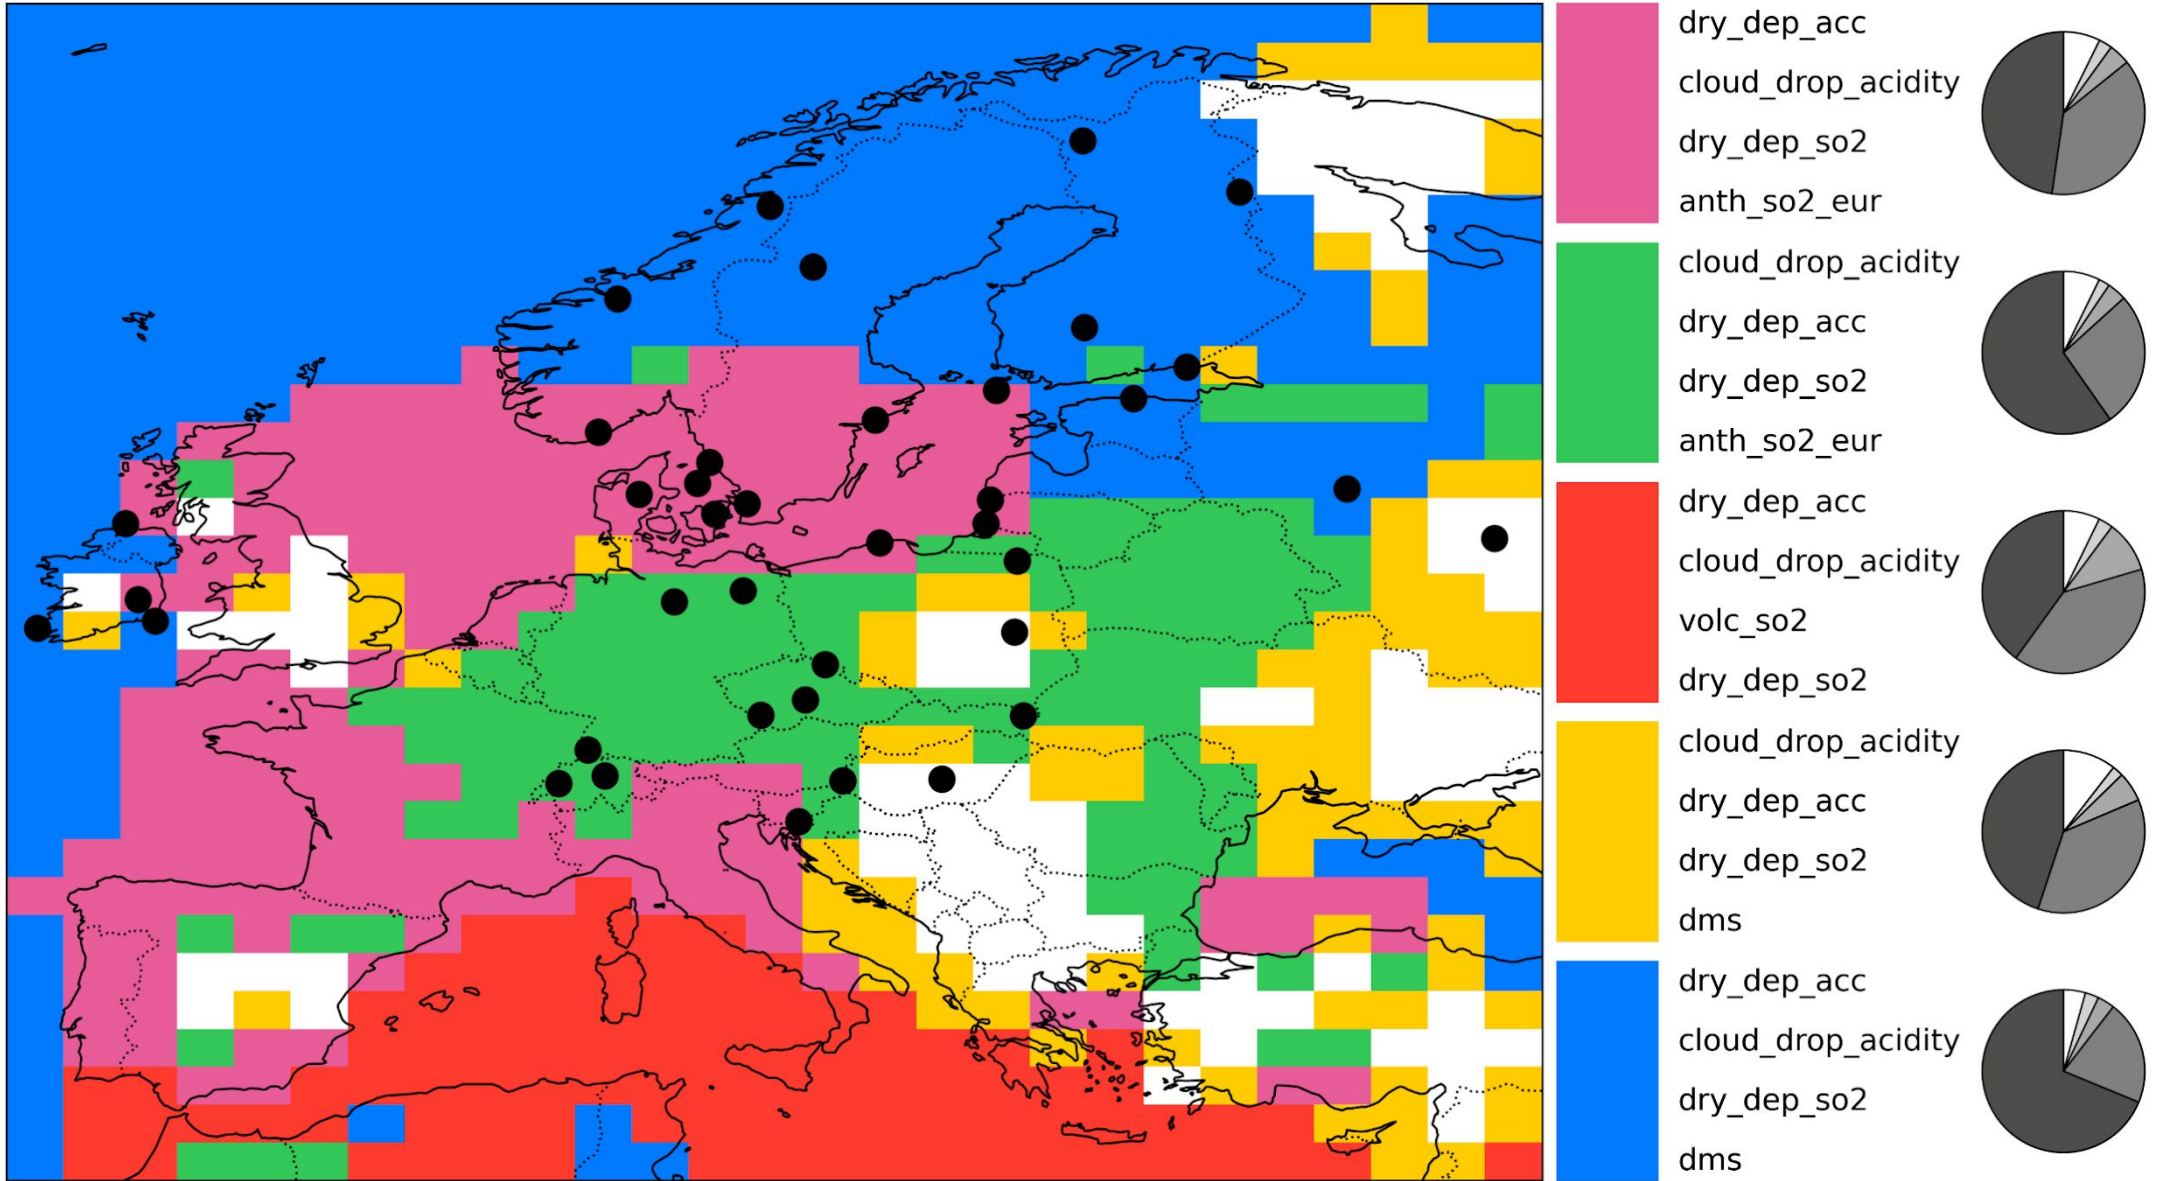 dry_dep_acc
cloud_drop_acidity
dry_dep_so2
anth_so2_eur
cloud_drop_acidity
dry_dep_acc
dry_dep_so2
anth_so2_eur
dry_dep_acc
cloud_drop_acidity
volc_so2
dry_dep_so2
cloud_drop_acidity
dry_dep_acc
dry_dep_so2
dms
dry_dep_acc
cloud_drop_acidity
dry_dep_so2
dms